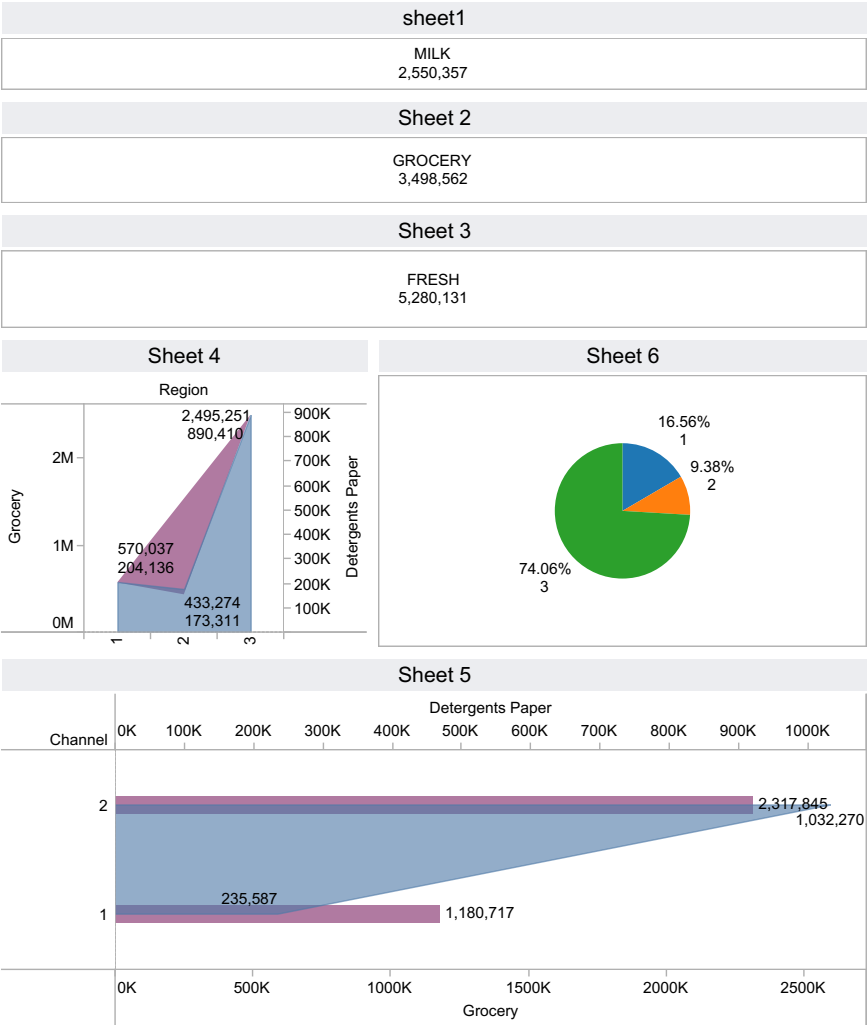 sheet1
MILK
2,550,357
Sheet 2
GROCERY
3,498,562
Sheet 3
FRESH
5,280,131
Sheet 4
Region
Grocery
2M
1M
0M
2,495,251
890,410
570,037
204,136
433,274
173,311
1
2
3
900K
800K
700K
600K
500K
400K
300K
200K
100K
Detergents Paper
Sheet 6
16.56%
1
9.38%
2
74.06%
3
Sheet 5
Detergents Paper
Channel
0K 100K 200K 300K 400K 500K 600K 700K 800K 900K 1000K
2
2,317,845
1,032,270
235,587
1
1,180,717
0K 500K 1000K 1500K 2000K 2500K
Grocery